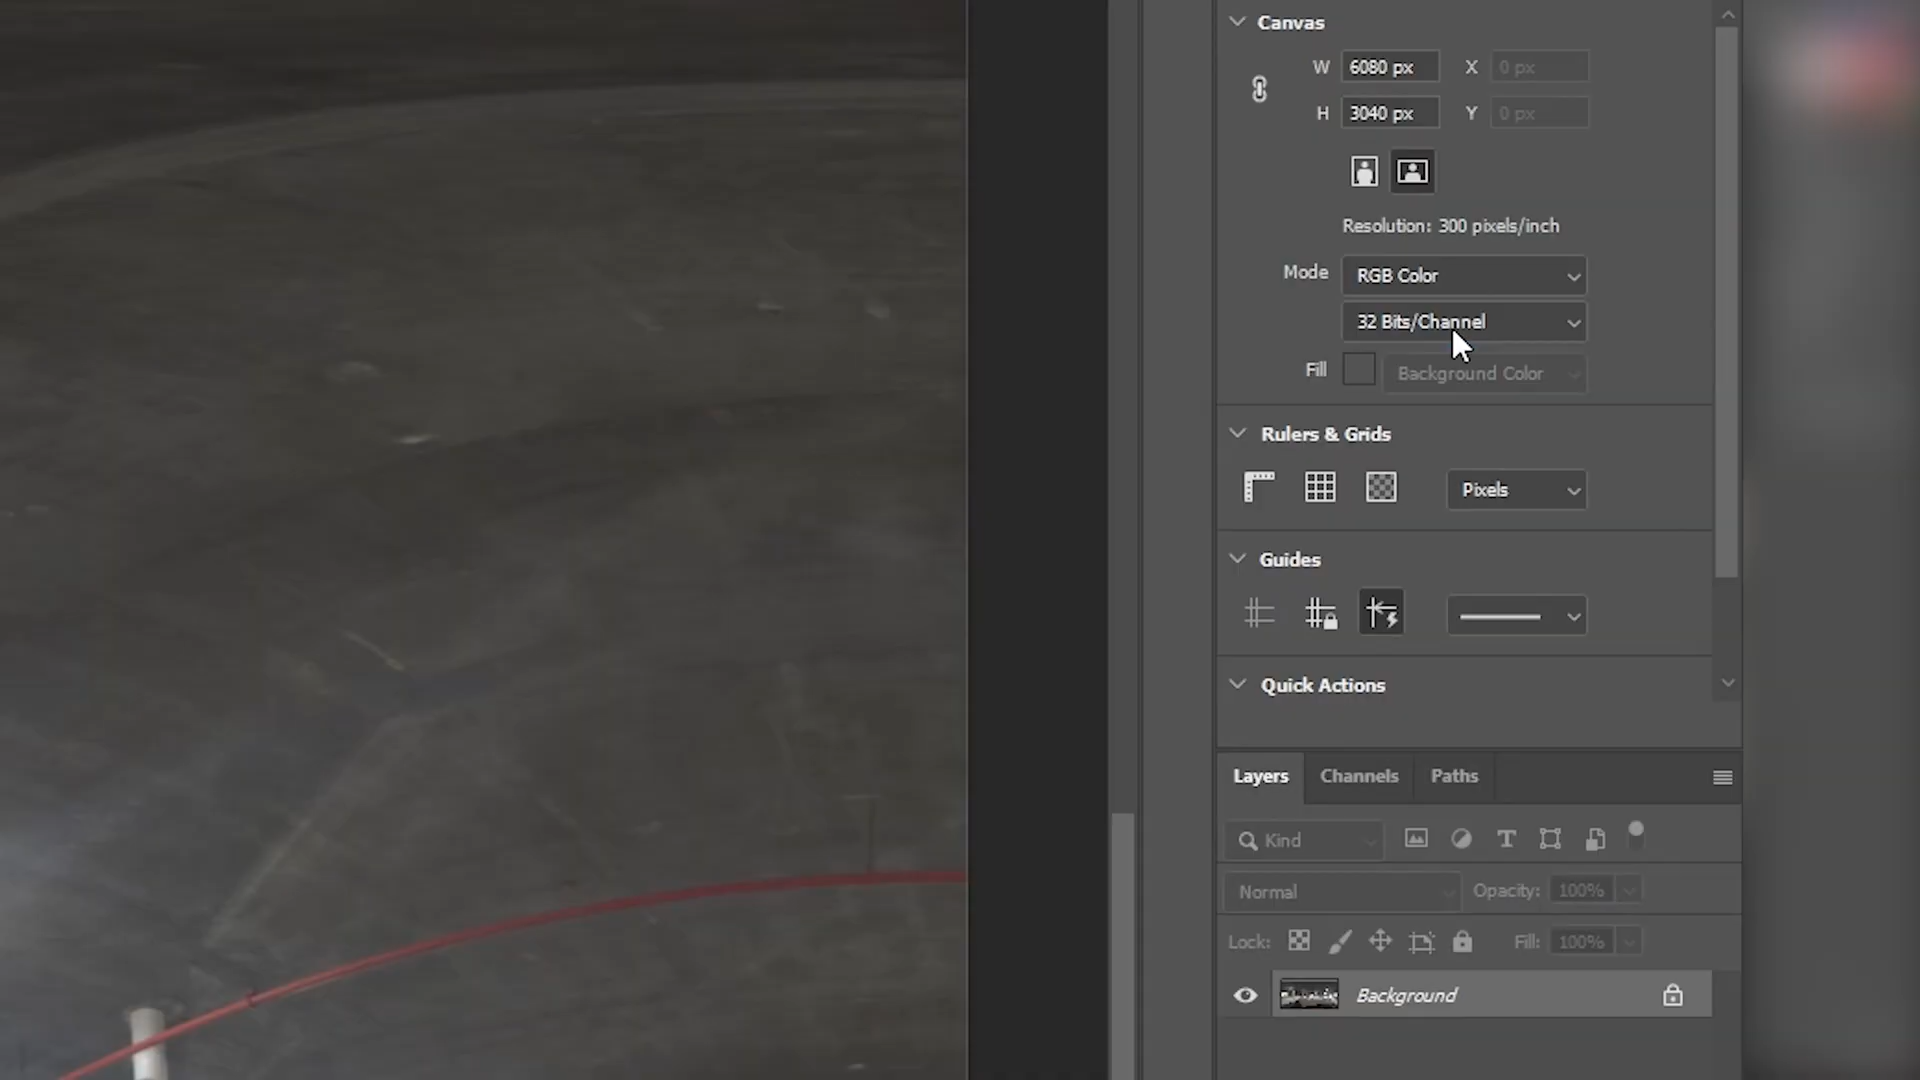 Canvas
W 6080 px X 0 px
H 3040 px Y 0 px
Resolution: 300 pixels/inch
Mode RGB Color
32 Bits/Channel
Fill Background Color
Rulers & Grids
Pixels
Guides
Quick Actions
Layers Channels Paths
Kind
Normal Opacity: 100%
Lock: Fill: 100%
Background